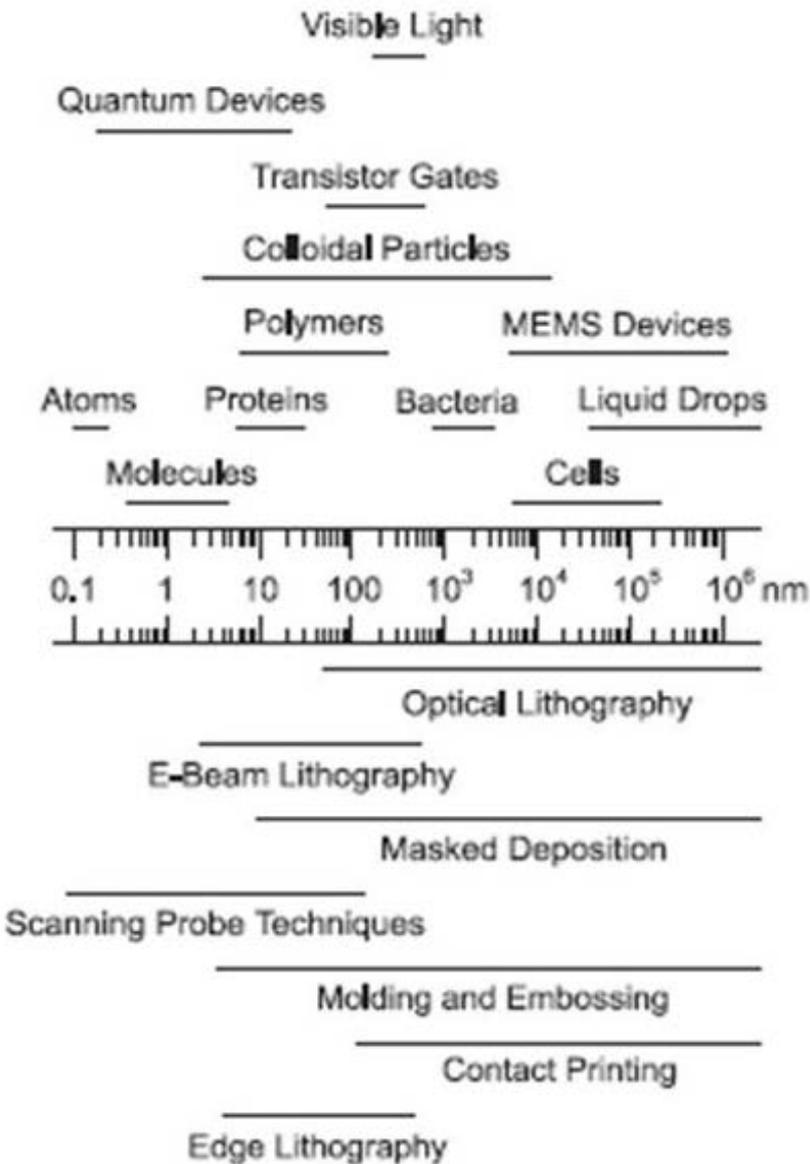 Visible Light
Quantum Devices
Transistor Gates
Colloidal Particles
Polymers MEMS Devices
Atoms Proteins Bacteria Liquid Drops
Molecules Cells
0.1 1 10 100 10³ 10⁴ 10⁵ 10⁶ nm
Optical Lithography
E-Beam Lithography
Masked Deposition
Scanning Probe Techniques
Molding and Embossing
Contact Printing
Edge Lithography